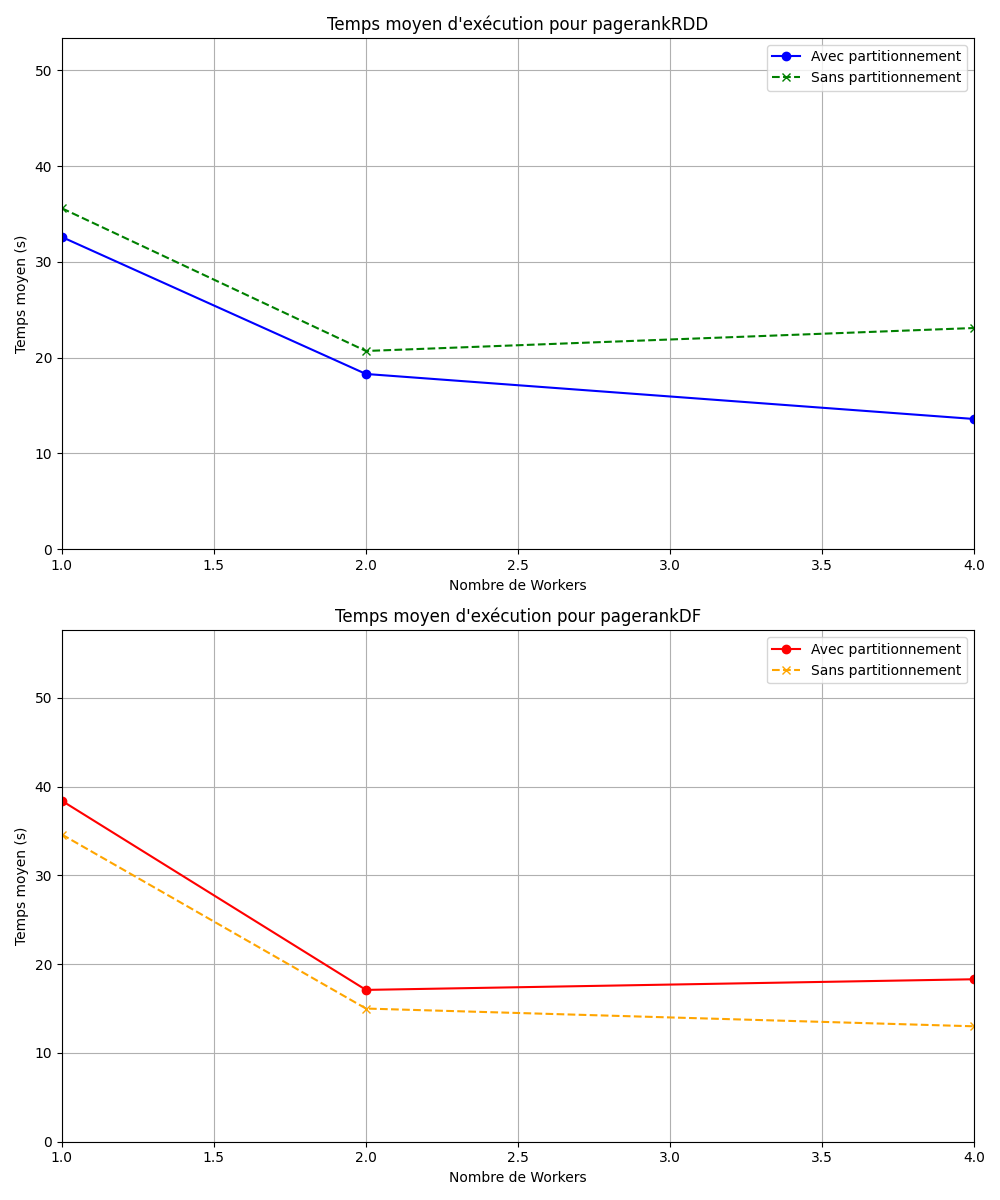 Temps moyen d'exécution pour pagerankRDD
Avec partitionnement
Sans partitionnement
50
40
30
20
10
0
Temps moyen (s)
1.0 1.5 2.0 2.5 3.0 3.5 4.0
Nombre de Workers
Temps moyen d'exécution pour pagerankDF
Avec partitionnement
Sans partitionnement
50
40
30
20
10
0
Temps moyen (s)
1.0 1.5 2.0 2.5 3.0 3.5 4.0
Nombre de Workers